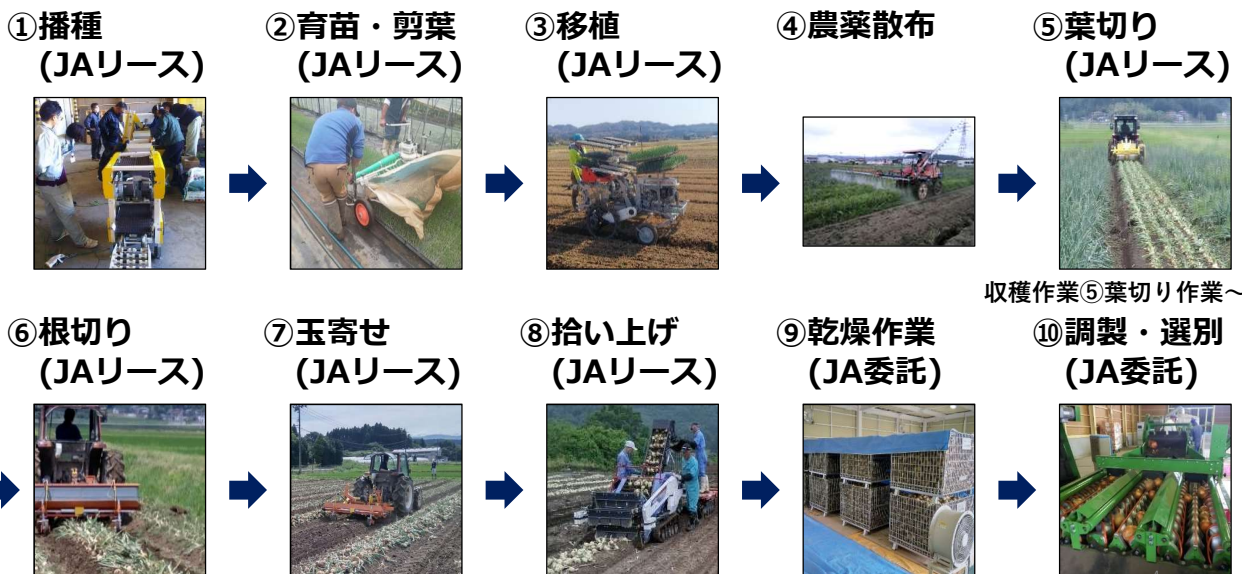 ①播種
(JAリース)
②育苗・剪葉
(JAリース)
③移植
(JAリース)
④農薬散布
⑤葉切り
(JAリース)
収穫作業⑤葉切り作業~
⑥根切り
(JAリース)
⑦玉寄せ
(JAリース)
⑧拾い上げ
(JAリース)
⑨乾燥作業
(JA委託)
⑩調製・選別
(JA委託)